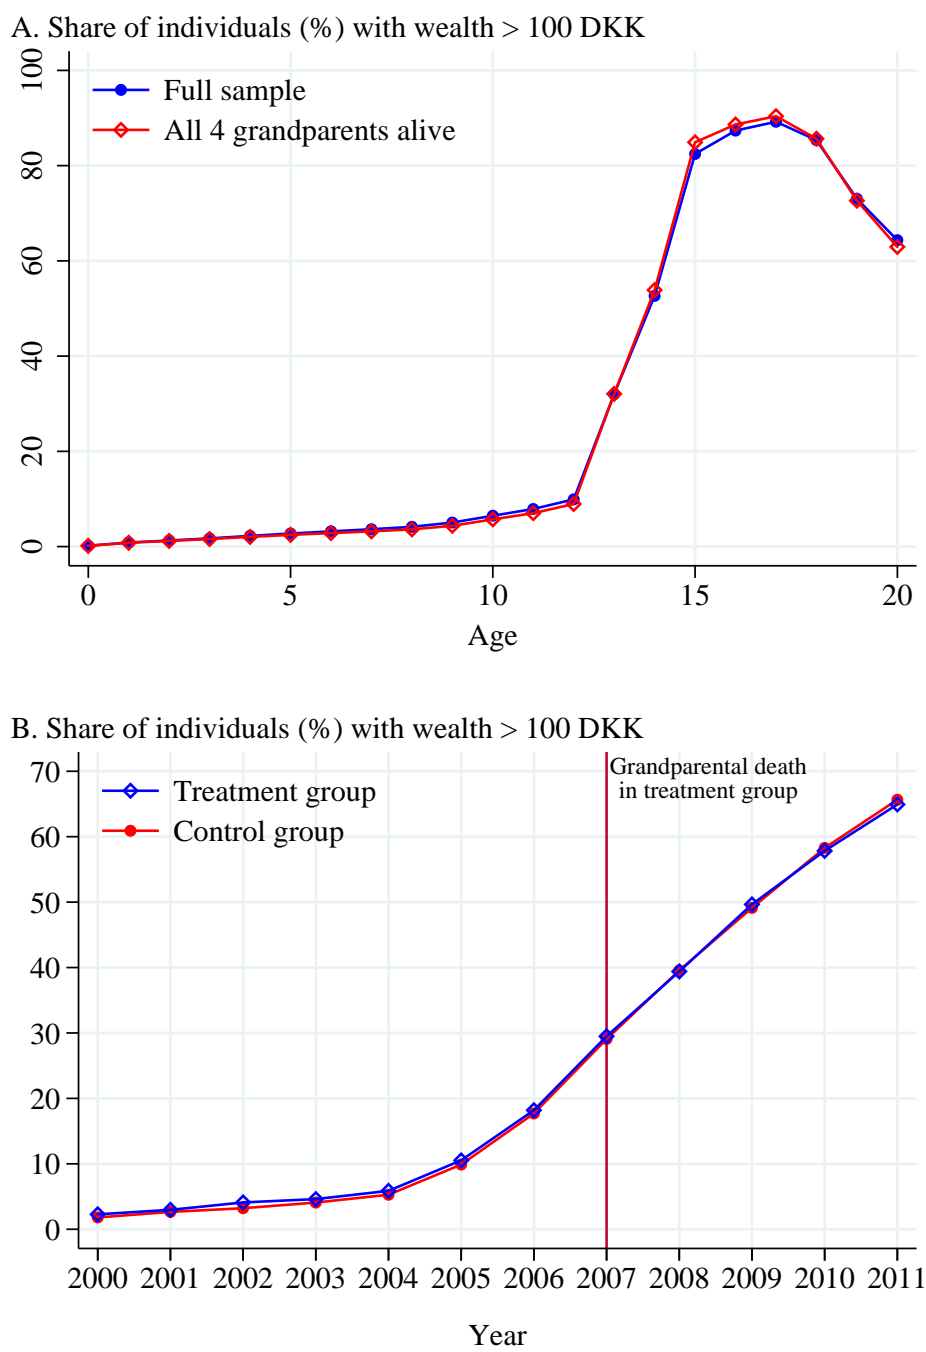 A. Share of individuals (%) with wealth > 100 DKK
Full sample
All 4 grandparents alive
100
80
60
40
20
0
0 5 10 15 20
Age
B. Share of individuals (%) with wealth > 100 DKK
Grandparental death
in treatment group
Treatment group
Control group
70
60
50
40
30
20
10
0
2000 2001 2002 2003 2004 2005 2006 2007 2008 2009 2010 2011
Year